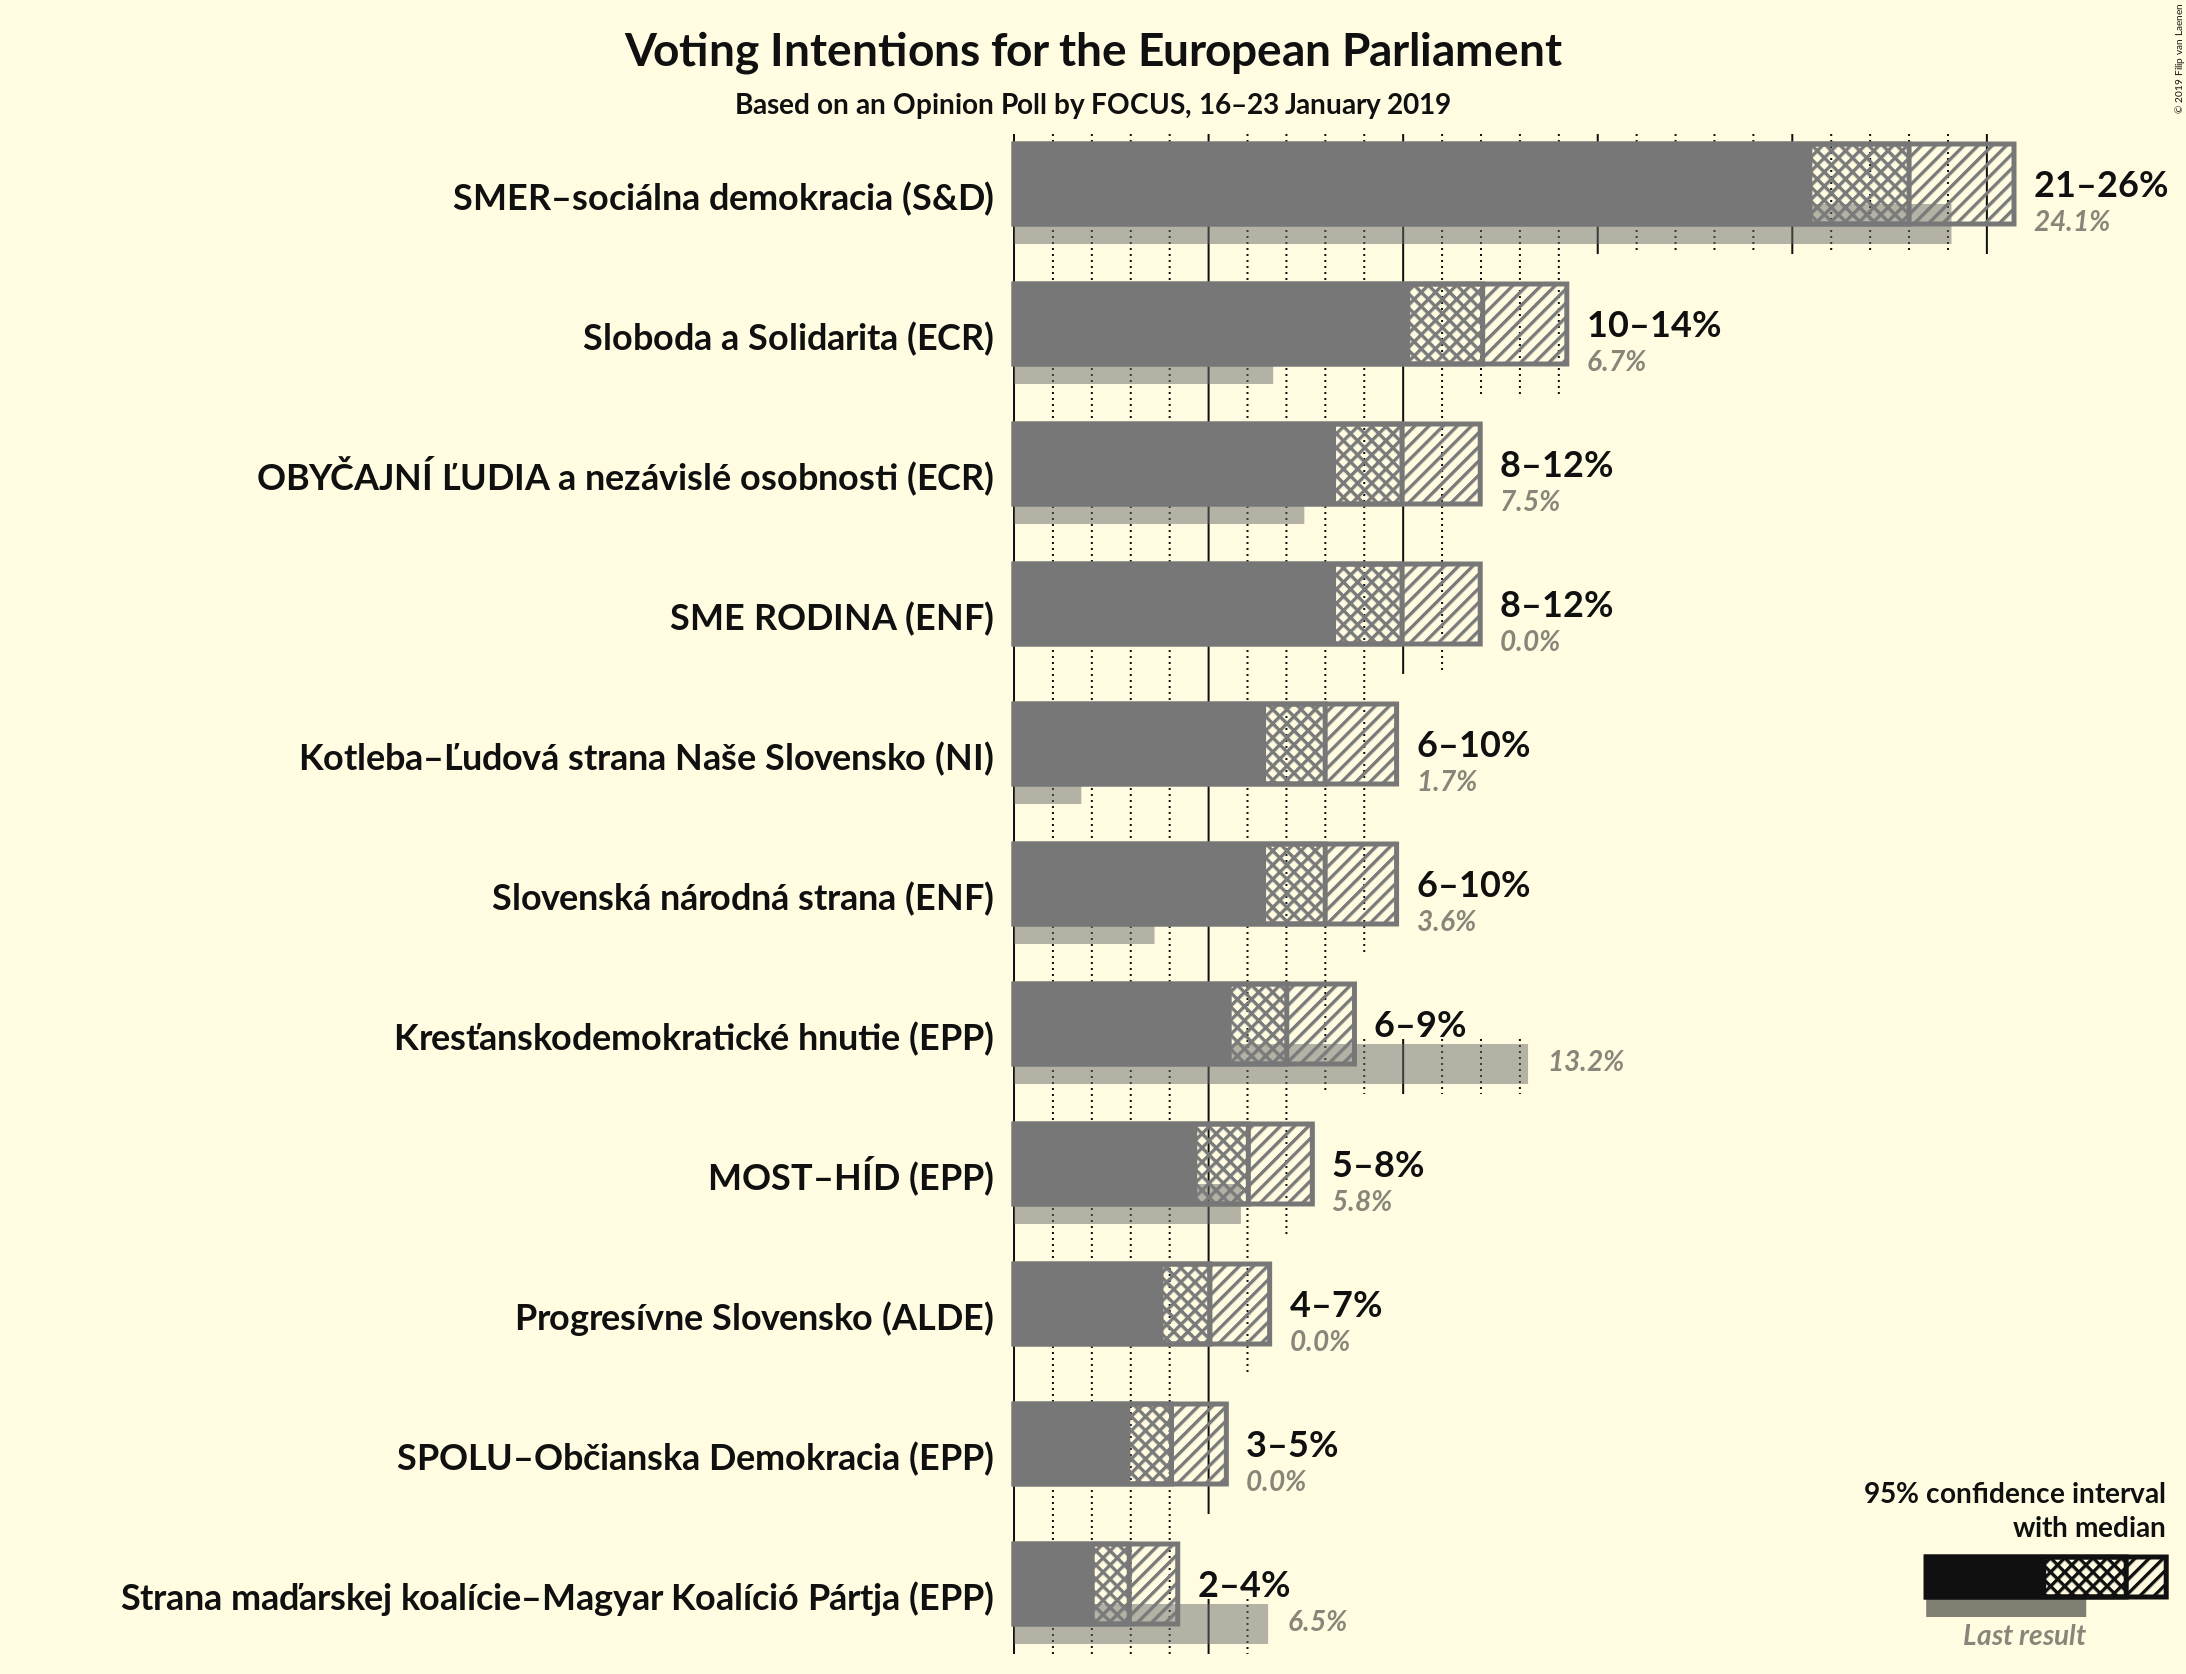 Voting Intentions for the European Parliament
Based on an Opinion Poll by FOCUS, 16–23 January 2019
© 2019 Filip van Laenen
SMER–sociálna demokracia (S&D)
21–26%
24.1%
Sloboda a Solidarita (ECR)
10–14%
6.7%
OBYČAJNÍ ĽUDIA a nezávislé osobnosti (ECR)
8–12%
7.5%
SME RODINA (ENF)
8–12%
0.0%
Kotleba–Ľudová strana Naše Slovensko (NI)
6–10%
1.7%
Slovenská národná strana (ENF)
6–10%
3.6%
Kresťanskodemokratické hnutie (EPP)
6–9%
13.2%
MOST–HÍD (EPP)
5–8%
5.8%
Progresívne Slovensko (ALDE)
4–7%
0.0%
SPOLU–Občianska Demokracia (EPP)
3–5%
0.0%
Strana maďarskej koalície–Magyar Koalíció Pártja (EPP)
2–4%
6.5%
95% confidence interval
with median
Last result